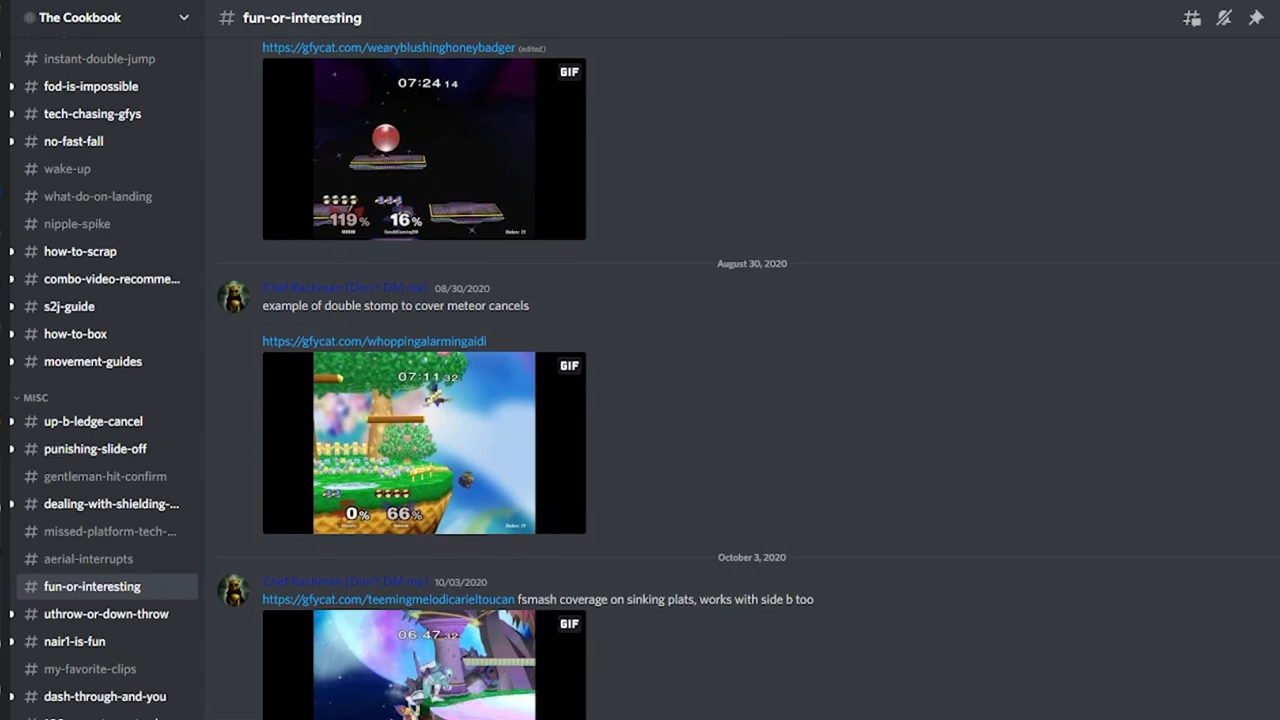 The Cookbook
# instant-double-jump
# fod-is-impossible
# tech-chasing-gfys
# no-fast-fall
# wake-up
# what-do-on-landing
# nipple-spike
# how-to-scrap
# combo-video-recomme...
# s2j-guide
# how-to-box
# movement-guides
MISC
# up-b-ledge-cancel
# punishing-slide-off
# gentleman-hit-confirm
# dealing-with-shielding-...
# missed-platform-tech-...
# aerial-interrupts
# fun-or-interesting
# uthrow-or-down-throw
# nair1-is-fun
# my-favorite-clips
# dash-through-and-you
# fun-or-interesting
https://gfycat.com/wearyblushinghoneybadger (edited)
GIF
07:24 14
119% 16%
August 30, 2020
Chef Rachman [Don't DM me] 08/30/2020
example of double stomp to cover meteor cancels
https://gfycat.com/whoppingalarmingaidi
GIF
07:11 32
0% 66%
October 3, 2020
Chef Rachman [Don't DM me] 10/03/2020
https://gfycat.com/teemingmelodicarieltoucan fsmash coverage on sinking plats, works with side b too
GIF
06 47 32